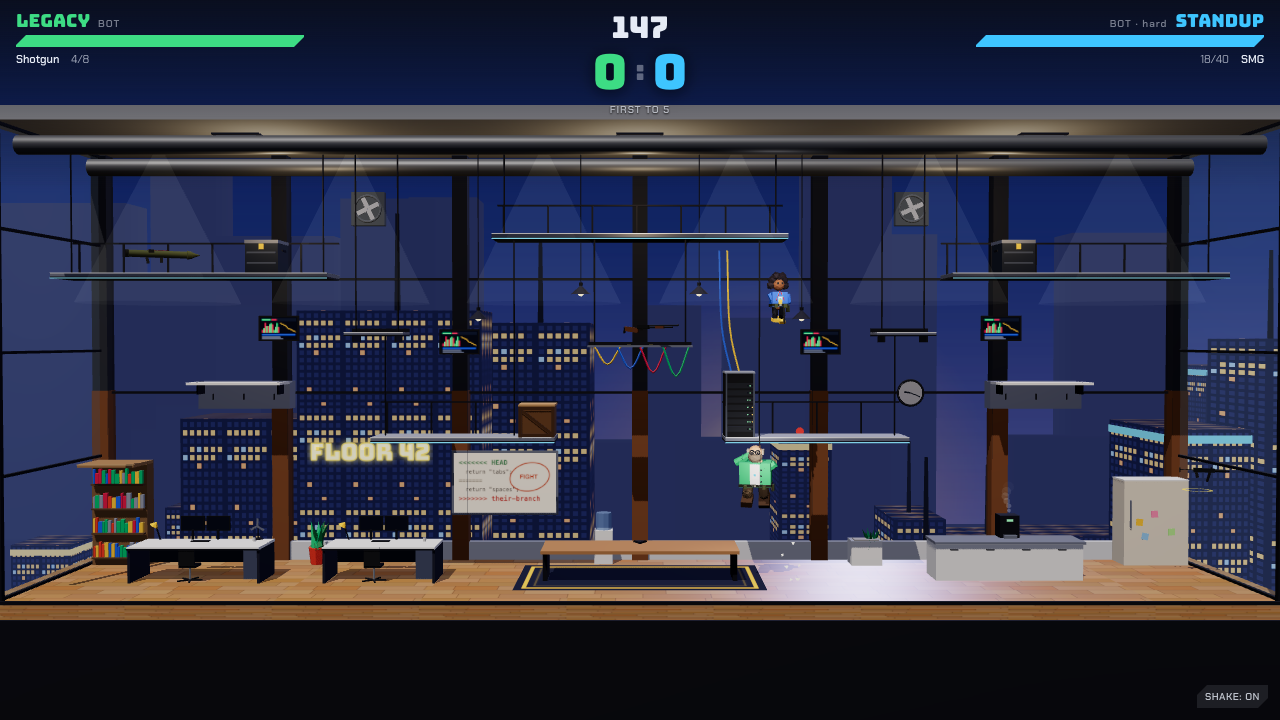 LEGACY BOT
Shotgun 4/8
147
0 : 0
FIRST TO 5
BOT · hard STANDUP
18/40 SMG
FLOOR 42
<<<<<<< HEAD
return "tabs"
=======
return "spaces"
>>>>>>> their-branch
FIGHT
SHAKE: ON